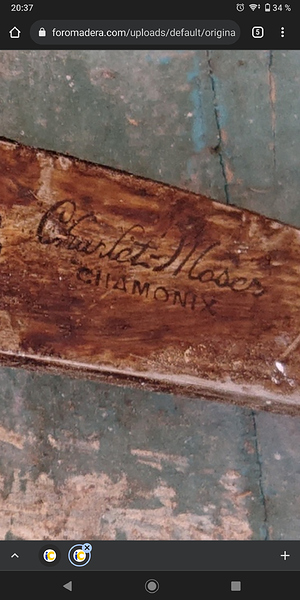 20:37
34 %
foromadera.com/uploads/default/origina
5
Charlet-Moser
CHAMONIX